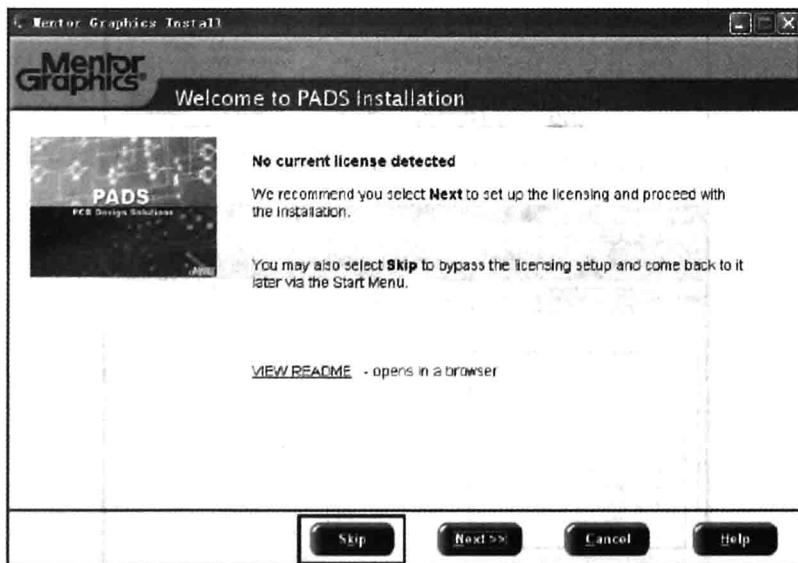 Mentor Graphics Install
Mentor
Graphics®
Welcome to PADS Installation
PADS
PCB Design Solutions
No current license detected
We recommend you select Next to set up the licensing and proceed with
the installation.
You may also select Skip to bypass the licensing setup and come back to it
later via the Start Menu.
VIEW README - opens in a browser
Skip
Next >>
Cancel
Help